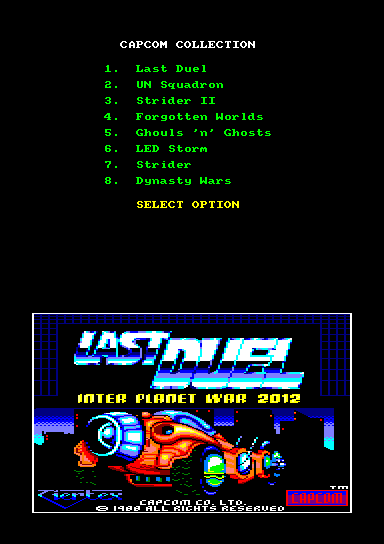 CAPCOM COLLECTION
1. Last Duel
2. UN Squadron
3. Strider II
4. Forgotten Worlds
5. Ghouls 'n' Ghosts
6. LED Storm
7. Strider
8. Dynasty Wars
SELECT OPTION
LAST DUEL
INTER PLANET WAR 2012
TM
CAPCOM
CAPCOM CO. LTD.
© 1988 ALL RIGHTS RESERVED